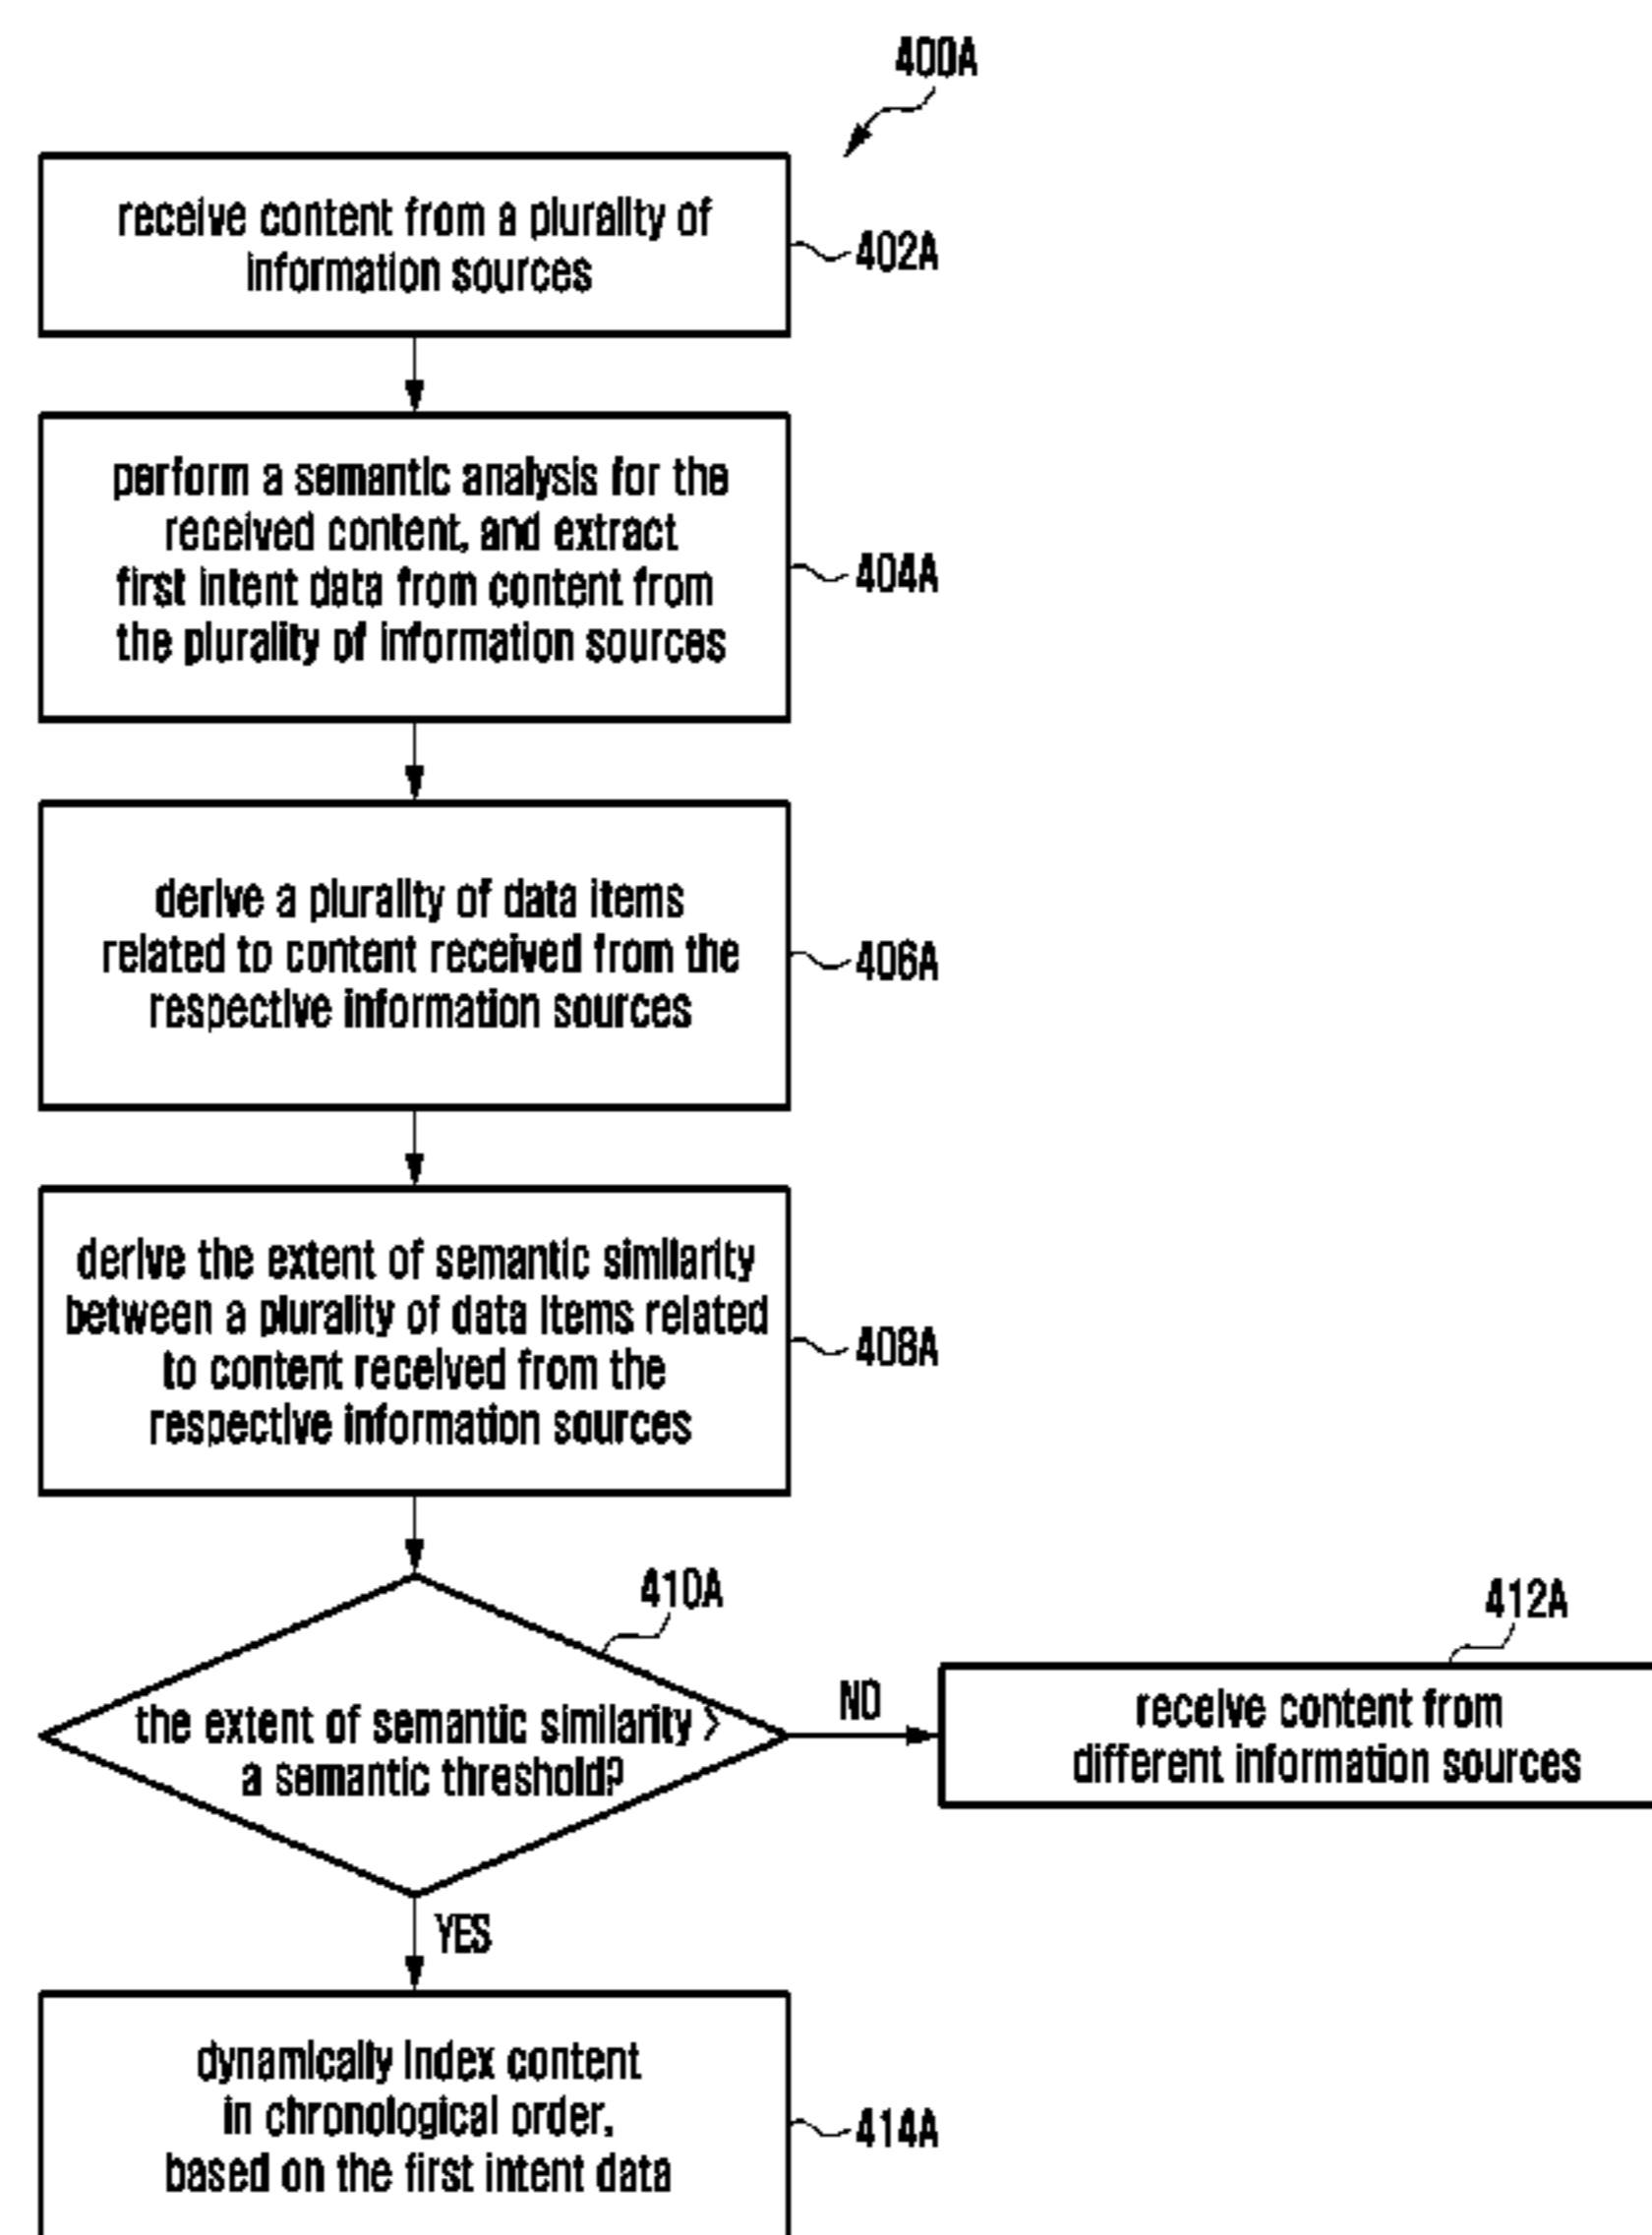 400A
receive content from a plurality of
information sources
402A
perform a semantic analysis for the
received content, and extract
first intent data from content from
the plurality of information sources
404A
derive a plurality of data items
related to content received from the
respective information sources
406A
derive the extent of semantic similarity
between a plurality of data items related
to content received from the
respective information sources
408A
410A
the extent of semantic similarity >
a semantic threshold?
NO
412A
receive content from
different information sources
YES
dynamically index content
in chronological order,
based on the first intent data
414A